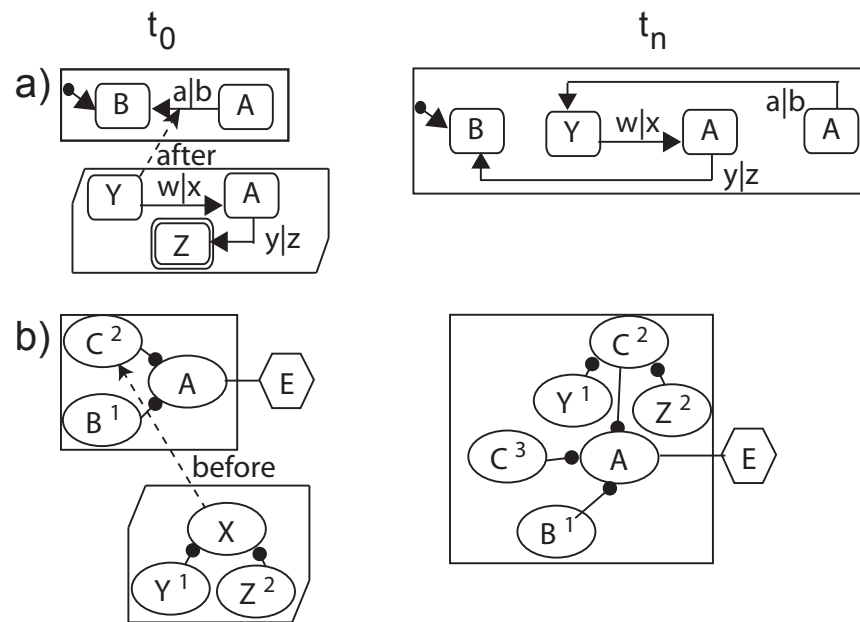 t0 tn
a)
B a|b A
after
Y w|x A
Z y|z
B Y w|x A a|b A
y|z
b)
C 2
A E
B 1
before
X
Y 1 Z 2
C 2
Y 1 Z 2
C 3 A E
B 1